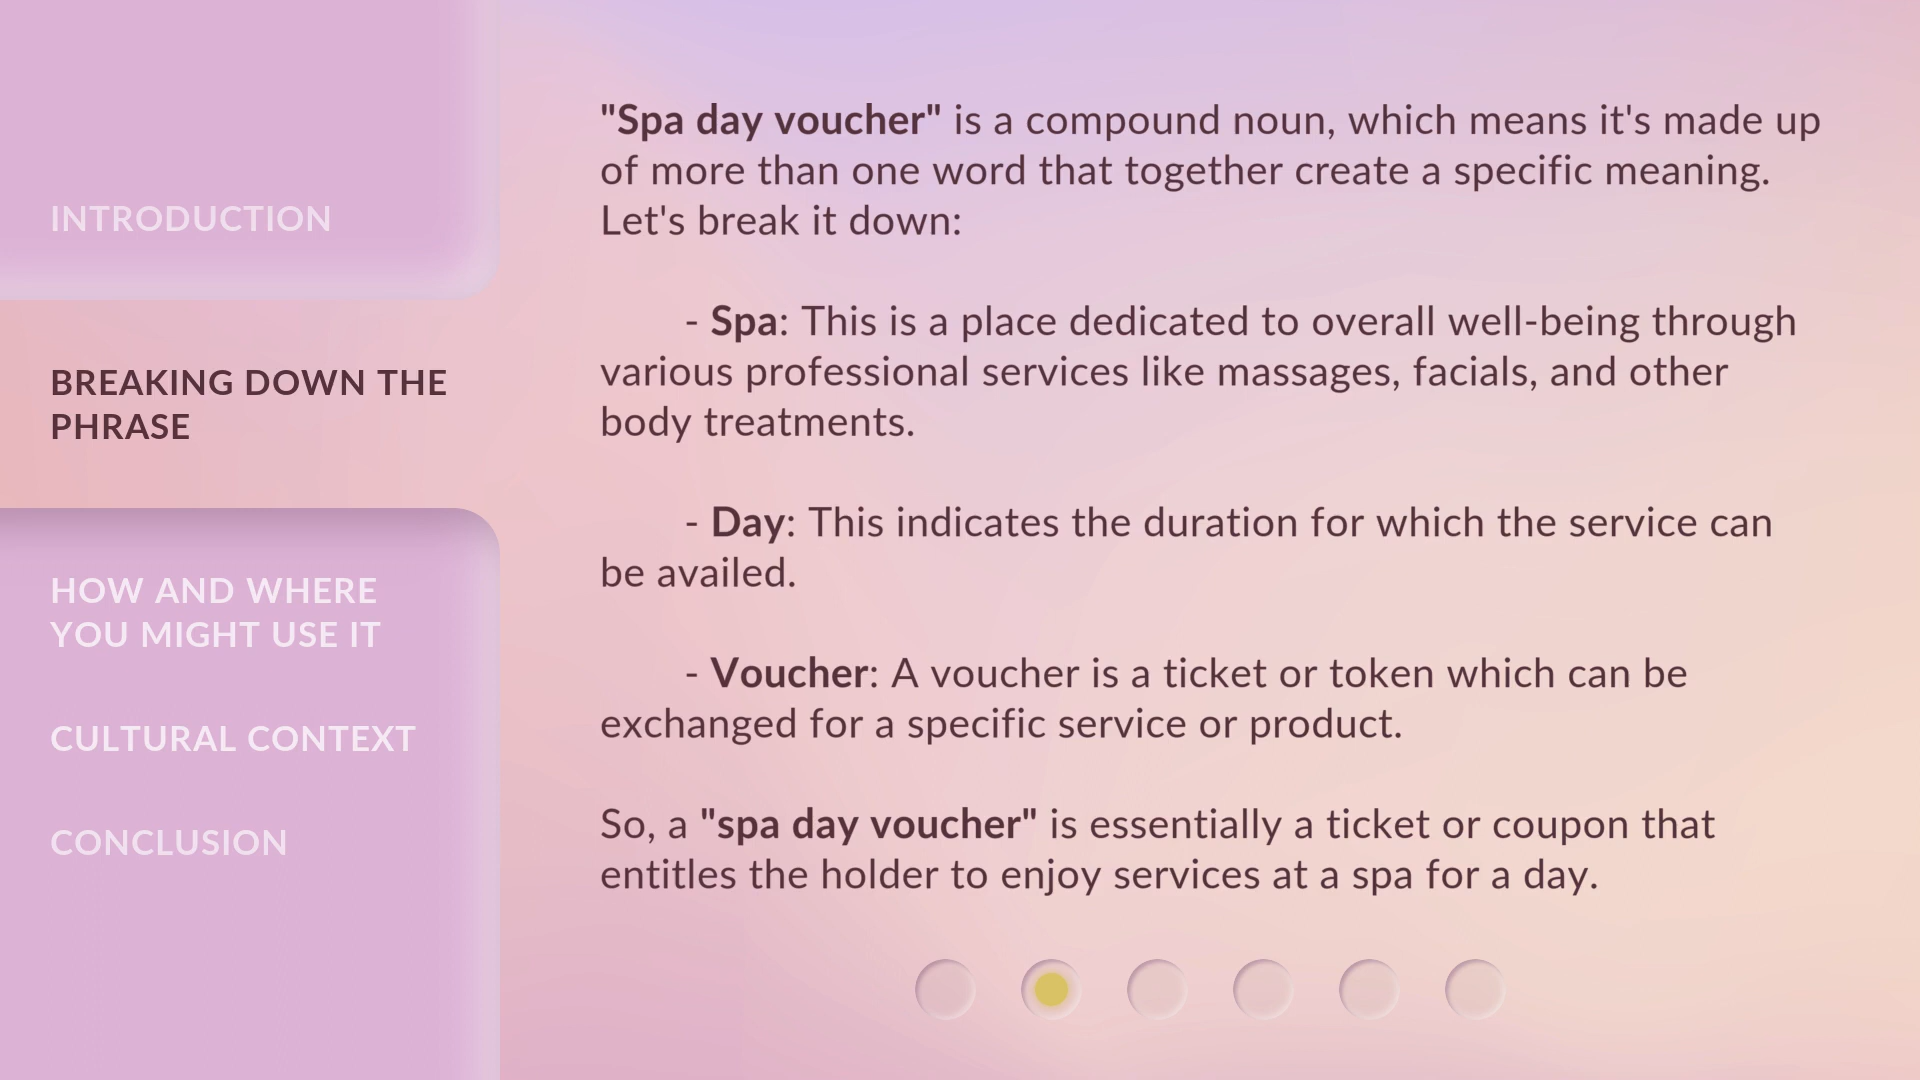 INTRODUCTION
BREAKING DOWN THE
PHRASE
HOW AND WHERE
YOU MIGHT USE IT
CULTURAL CONTEXT
CONCLUSION
"Spa day voucher" is a compound noun, which means it's made up
of more than one word that together create a specific meaning.
Let's break it down:
- Spa: This is a place dedicated to overall well-being through
various professional services like massages, facials, and other
body treatments.
- Day: This indicates the duration for which the service can
be availed.
- Voucher: A voucher is a ticket or token which can be
exchanged for a specific service or product.
So, a "spa day voucher" is essentially a ticket or coupon that
entitles the holder to enjoy services at a spa for a day.